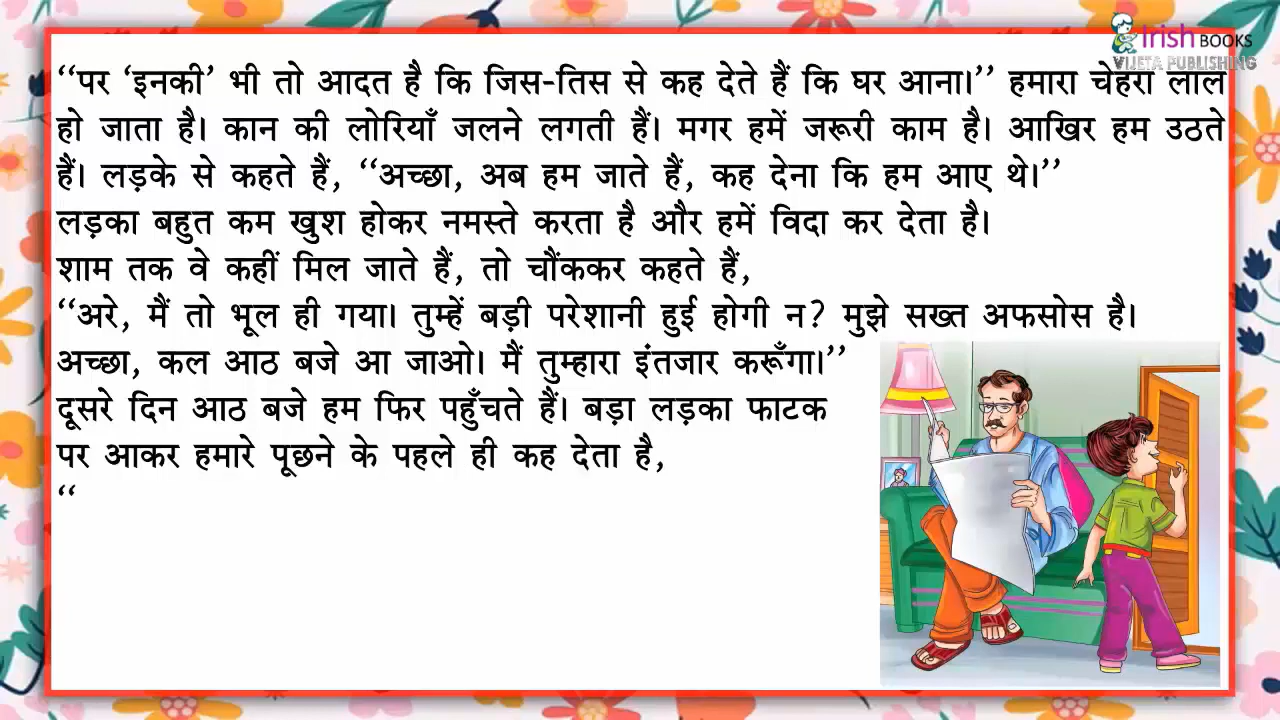 Irish BOOKS
VIJETA PUBLISHING
‘‘पर ‘इनकी’ भी तो आदत है कि जिस-तिस से कह देते हैं कि घर आना।’’ हमारा चेहरा लाल
हो जाता है। कान की लोरियाँ जलने लगती हैं। मगर हमें जरूरी काम है। आखिर हम उठते
हैं। लड़के से कहते हैं, ‘‘अच्छा, अब हम जाते हैं, कह देना कि हम आए थे।’’
लड़का बहुत कम खुश होकर नमस्ते करता है और हमें विदा कर देता है।
शाम तक वे कहीं मिल जाते हैं, तो चौंककर कहते हैं,
‘‘अरे, मैं तो भूल ही गया। तुम्हें बड़ी परेशानी हुई होगी न? मुझे सख्त अफसोस है।
अच्छा, कल आठ बजे आ जाओ। मैं तुम्हारा इंतजार करूँगा।’’
दूसरे दिन आठ बजे हम फिर पहुँचते हैं। बड़ा लड़का फाटक
पर आकर हमारे पूछने के पहले ही कह देता है,
‘‘